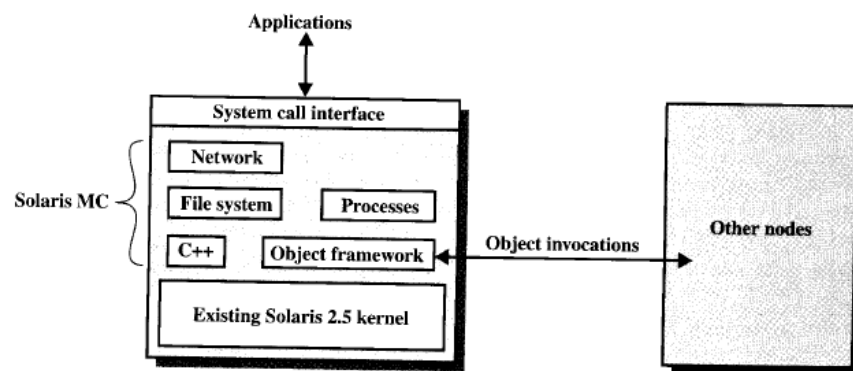 Applications
System call interface
Network
Solaris MC
File system
Processes
C++
Object framework
Object invocations
Other nodes
Existing Solaris 2.5 kernel